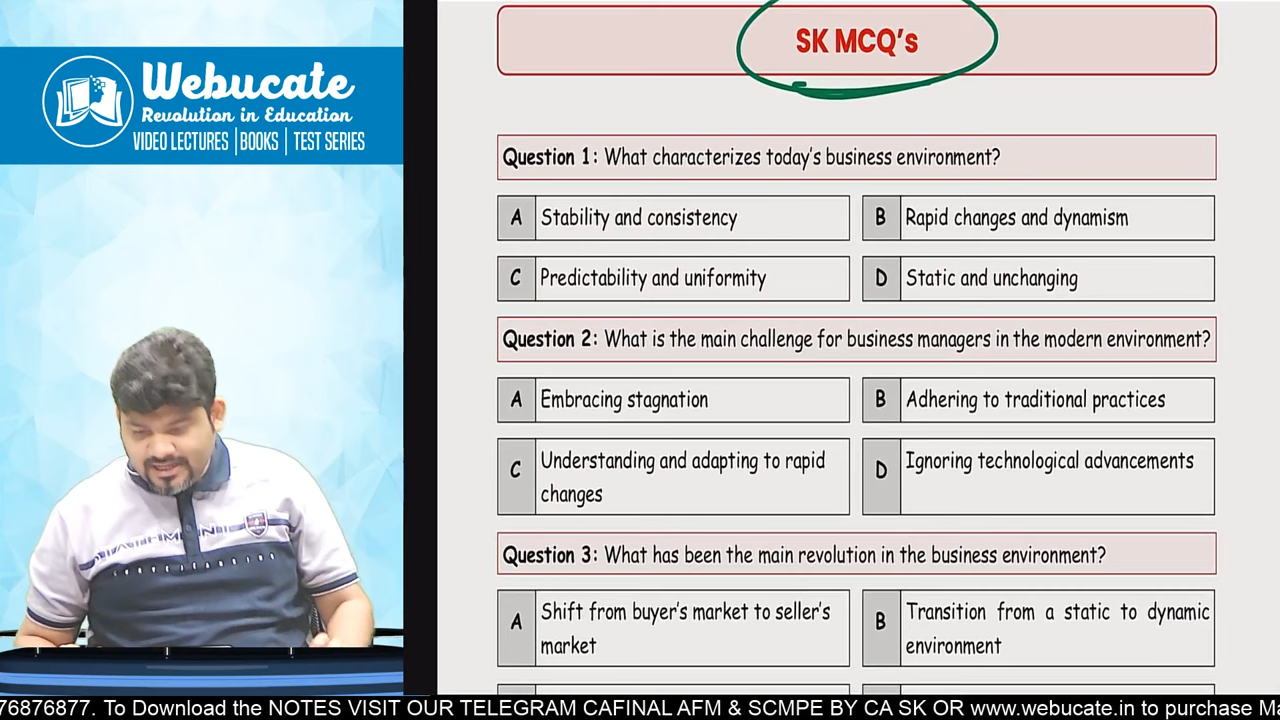 Webucate
Revolution in Education
VIDEO LECTURES | BOOKS | TEST SERIES
SK MCQ's
Question 1: What characterizes today's business environment?
A Stability and consistency
B Rapid changes and dynamism
C Predictability and uniformity
D Static and unchanging
Question 2: What is the main challenge for business managers in the modern environment?
A Embracing stagnation
B Adhering to traditional practices
C Understanding and adapting to rapid
changes
D Ignoring technological advancements
Question 3: What has been the main revolution in the business environment?
A Shift from buyer's market to seller's
market
B Transition from a static to dynamic
environment
76876877. To Download the NOTES VISIT OUR TELEGRAM CAFINAL AFM & SCMPE BY CA SK OR www.webucate.in to purchase